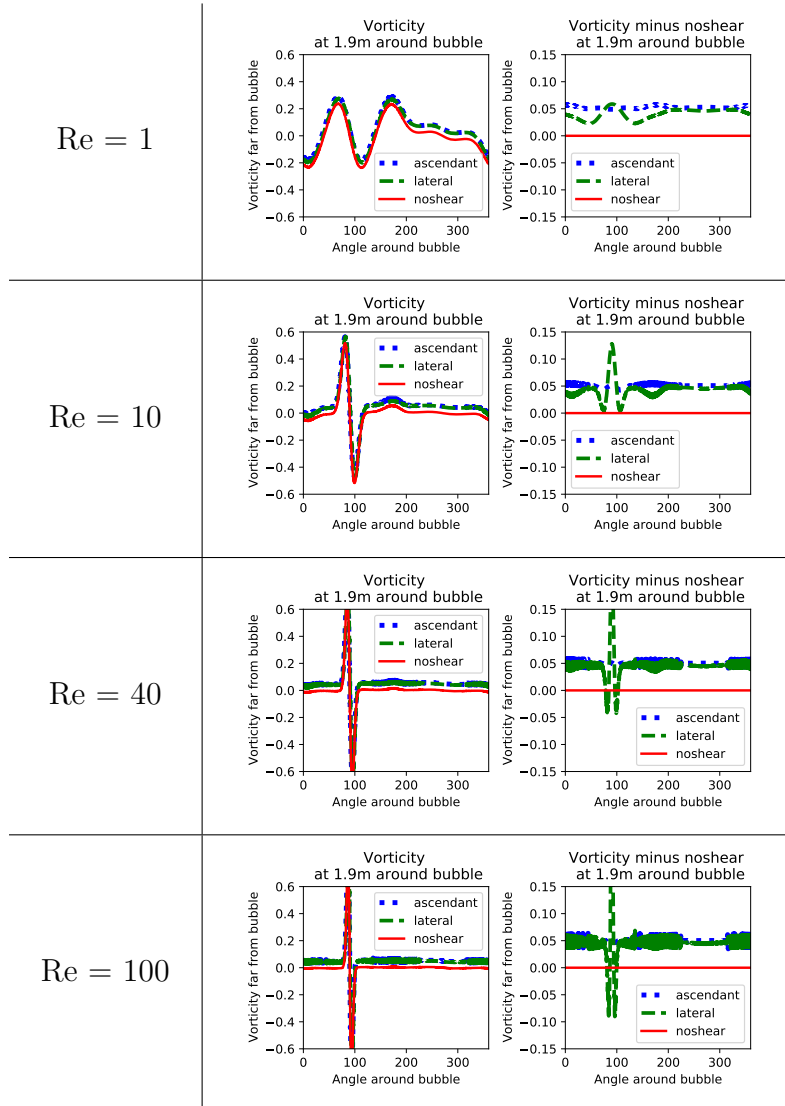 Re = 1
Vorticity
at 1.9m around bubble
Vorticity far from bubble
0.6
0.4
0.2
0.0
−0.2
−0.4
−0.6
ascendant
lateral
noshear
0 100 200 300
Angle around bubble
Vorticity minus noshear
at 1.9m around bubble
Vorticity far from bubble
0.15
0.10
0.05
0.00
−0.05
−0.10
−0.15
ascendant
lateral
noshear
0 100 200 300
Angle around bubble
Re = 10
Vorticity
at 1.9m around bubble
Vorticity far from bubble
0.6
0.4
0.2
0.0
−0.2
−0.4
−0.6
ascendant
lateral
noshear
0 100 200 300
Angle around bubble
Vorticity minus noshear
at 1.9m around bubble
Vorticity far from bubble
0.15
0.10
0.05
0.00
−0.05
−0.10
−0.15
ascendant
lateral
noshear
0 100 200 300
Angle around bubble
Re = 40
Vorticity
at 1.9m around bubble
Vorticity far from bubble
0.6
0.4
0.2
0.0
−0.2
−0.4
−0.6
ascendant
lateral
noshear
0 100 200 300
Angle around bubble
Vorticity minus noshear
at 1.9m around bubble
Vorticity far from bubble
0.15
0.10
0.05
0.00
−0.05
−0.10
−0.15
ascendant
lateral
noshear
0 100 200 300
Angle around bubble
Re = 100
Vorticity
at 1.9m around bubble
Vorticity far from bubble
0.6
0.4
0.2
0.0
−0.2
−0.4
−0.6
ascendant
lateral
noshear
0 100 200 300
Angle around bubble
Vorticity minus noshear
at 1.9m around bubble
Vorticity far from bubble
0.15
0.10
0.05
0.00
−0.05
−0.10
−0.15
ascendant
lateral
noshear
0 100 200 300
Angle around bubble